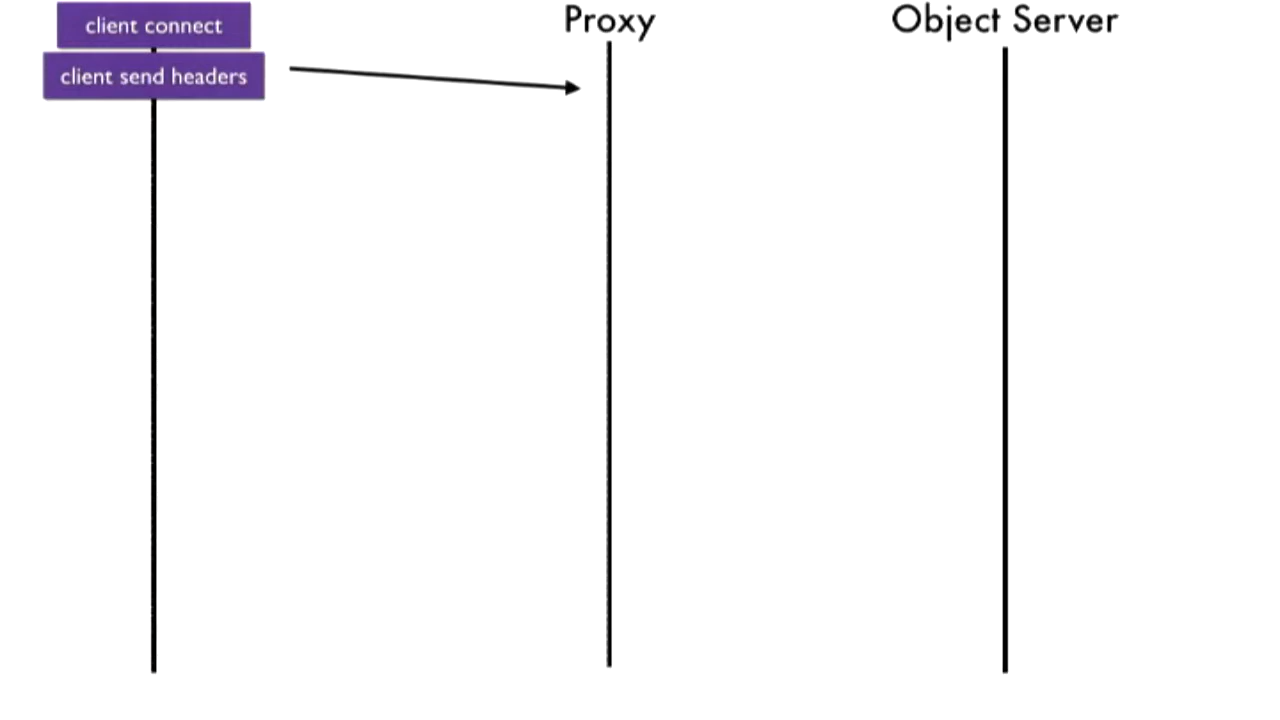 client connect
Proxy
Object Server
client send headers